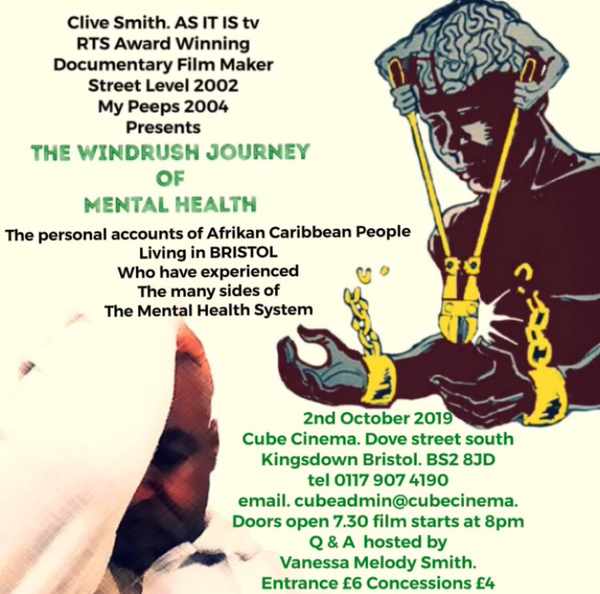 Clive Smith. AS IT IS tv
RTS Award Winning
Documentary Film Maker
Street Level 2002
My Peeps 2004
Presents
THE WINDRUSH JOURNEY
OF
MENTAL HEALTH
The personal accounts of Afrikan Caribbean People
Living in BRISTOL
Who have experienced
The many sides of
The Mental Health System
2nd October 2019
Cube Cinema. Dove street south
Kingsdown Bristol. BS2 8JD
tel 0117 907 4190
email. cubeadmin@cubecinema.
Doors open 7.30 film starts at 8pm
Q & A hosted by
Vanessa Melody Smith.
Entrance £6 Concessions £4